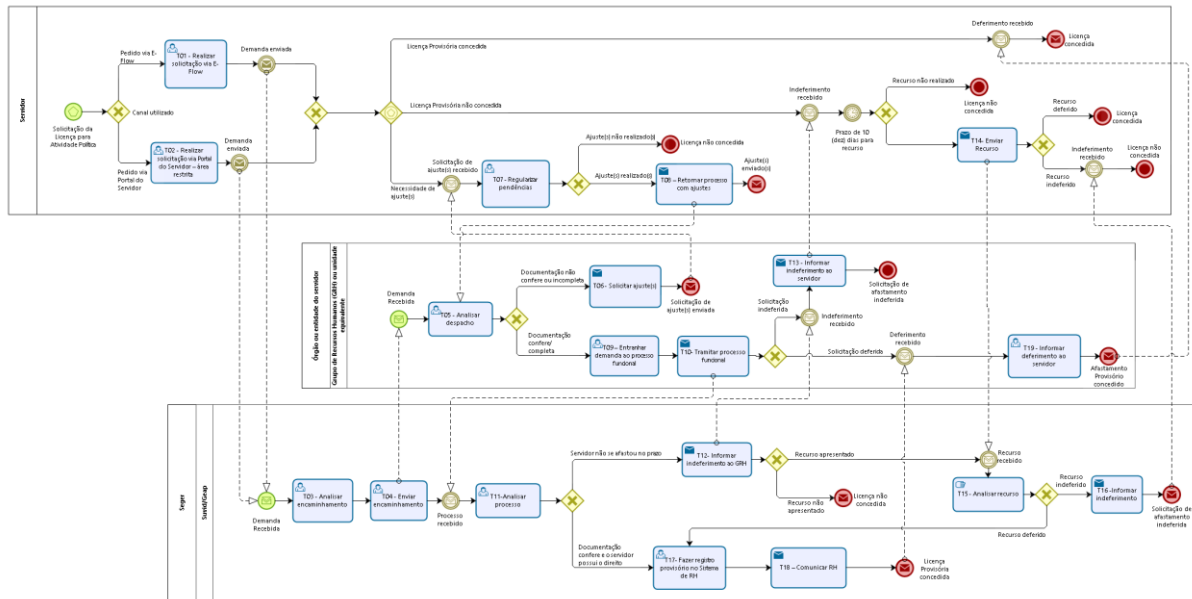 Servidor
Solicitação da
Licença para
Atividade Política
Canal utilizado
Pedido via E-
Flow
T01 - Realizar
solicitação via E-
Flow
Demanda enviada
Pedido via
Portal do
Servidor
T02 - Realizar
solicitação via Portal
do Servidor – área
restrita
Demanda
enviada
Licença Provisória concedida
Deferimento recebido
Licença
concedida
Licença Provisória não concedida
Indeferimento
recebido
Prazo de 10
(dez) dias para
recurso
Recurso não realizado
Licença não
concedida
T14- Enviar
Recurso
Recurso
deferido
Licença
concedida
Recurso
indeferido
Indeferimento
recebido
Licença não
concedida
Necessidade de
ajuste(s)
Solicitação de
ajuste(s) recebido
T07 - Regularizar
pendências
Ajuste(s) não realizado(s)
Licença não concedida
Ajuste(s) realizado(s)
T08 – Retornar processo
com ajustes
Ajuste(s)
enviado(s)
Órgão ou entidade do servidor
Grupo de Recursos Humanos (GRH) ou unidade
equivalente
Demanda
Recebido
T05 - Analisar
despacho
Documentação não
confere ou incompleta
T06 - Solicitar ajuste(s)
Solicitação de
ajuste(s) enviada
Documentação
confere/
completa
T09 – Entranhar
demanda ao processo
funcional
T10- Tramitar processo
funcional
Solicitação
indeferida
Indeferimento
recebido
T13 - Informar
indeferimento ao
servidor
Solicitação de
afastamento
indeferida
Solicitação deferida
Deferimento
recebido
T19 - Informar
deferimento ao
servidor
Afastamento
Provisório
concedido
Seger
Sumid/Geap
Demanda
Recebida
T03 - Analisar
encaminhamento
T04 - Enviar
encaminhamento
Processo
recebido
T11-Analisar
processo
Servidor não se afastou no prazo
T12- Informar
indeferimento ao GRH
Recurso apresentado
Recurso não
apresentado
Licença não
concedida
Recurso
recebido
T15 - Analisar recurso
Recurso
indeferido
T16 -Informar
indeferimento
Solicitação de
afastamento
indeferida
Recurso deferido
Documentação
confere e o servidor
possui o direito
T17- Fazer registro
provisório no Sistema
de RH
T18 – Comunicar RH
Licença
Provisória
concedida